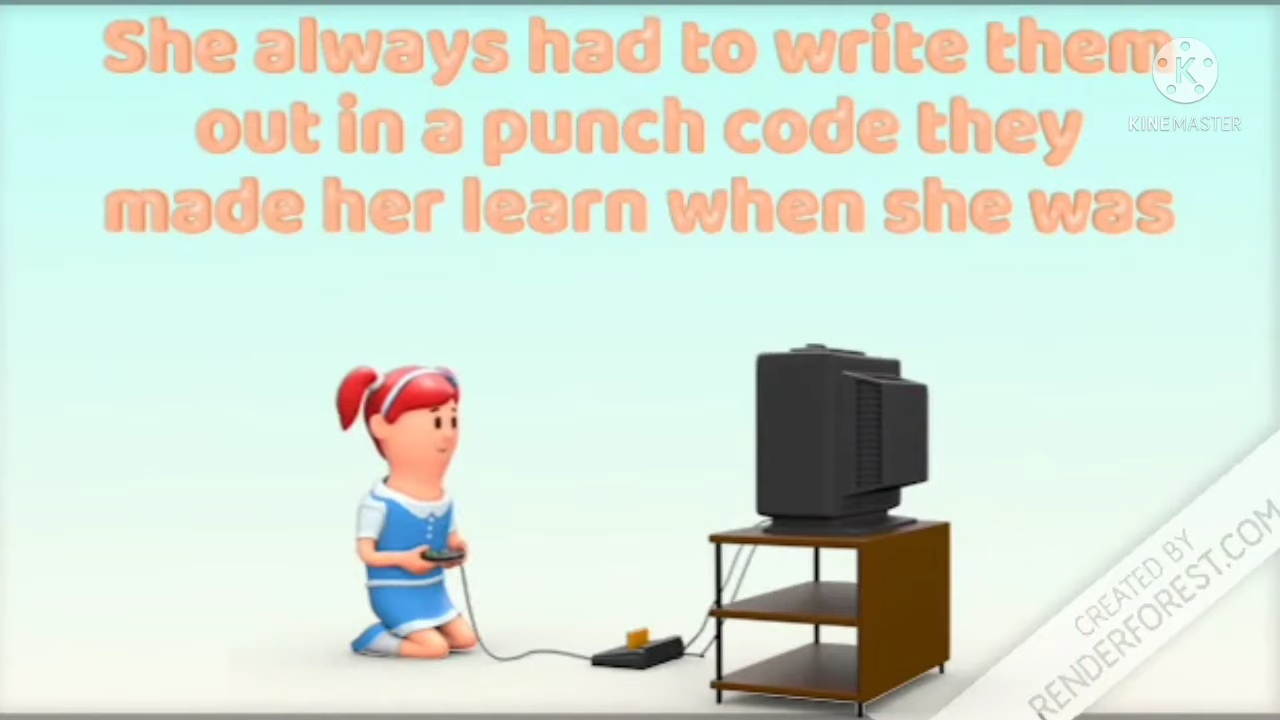 She always had to write them
out in a punch code they
made her learn when she was
K
KINEMASTER
CREATED BY
RENDERFOREST.COM